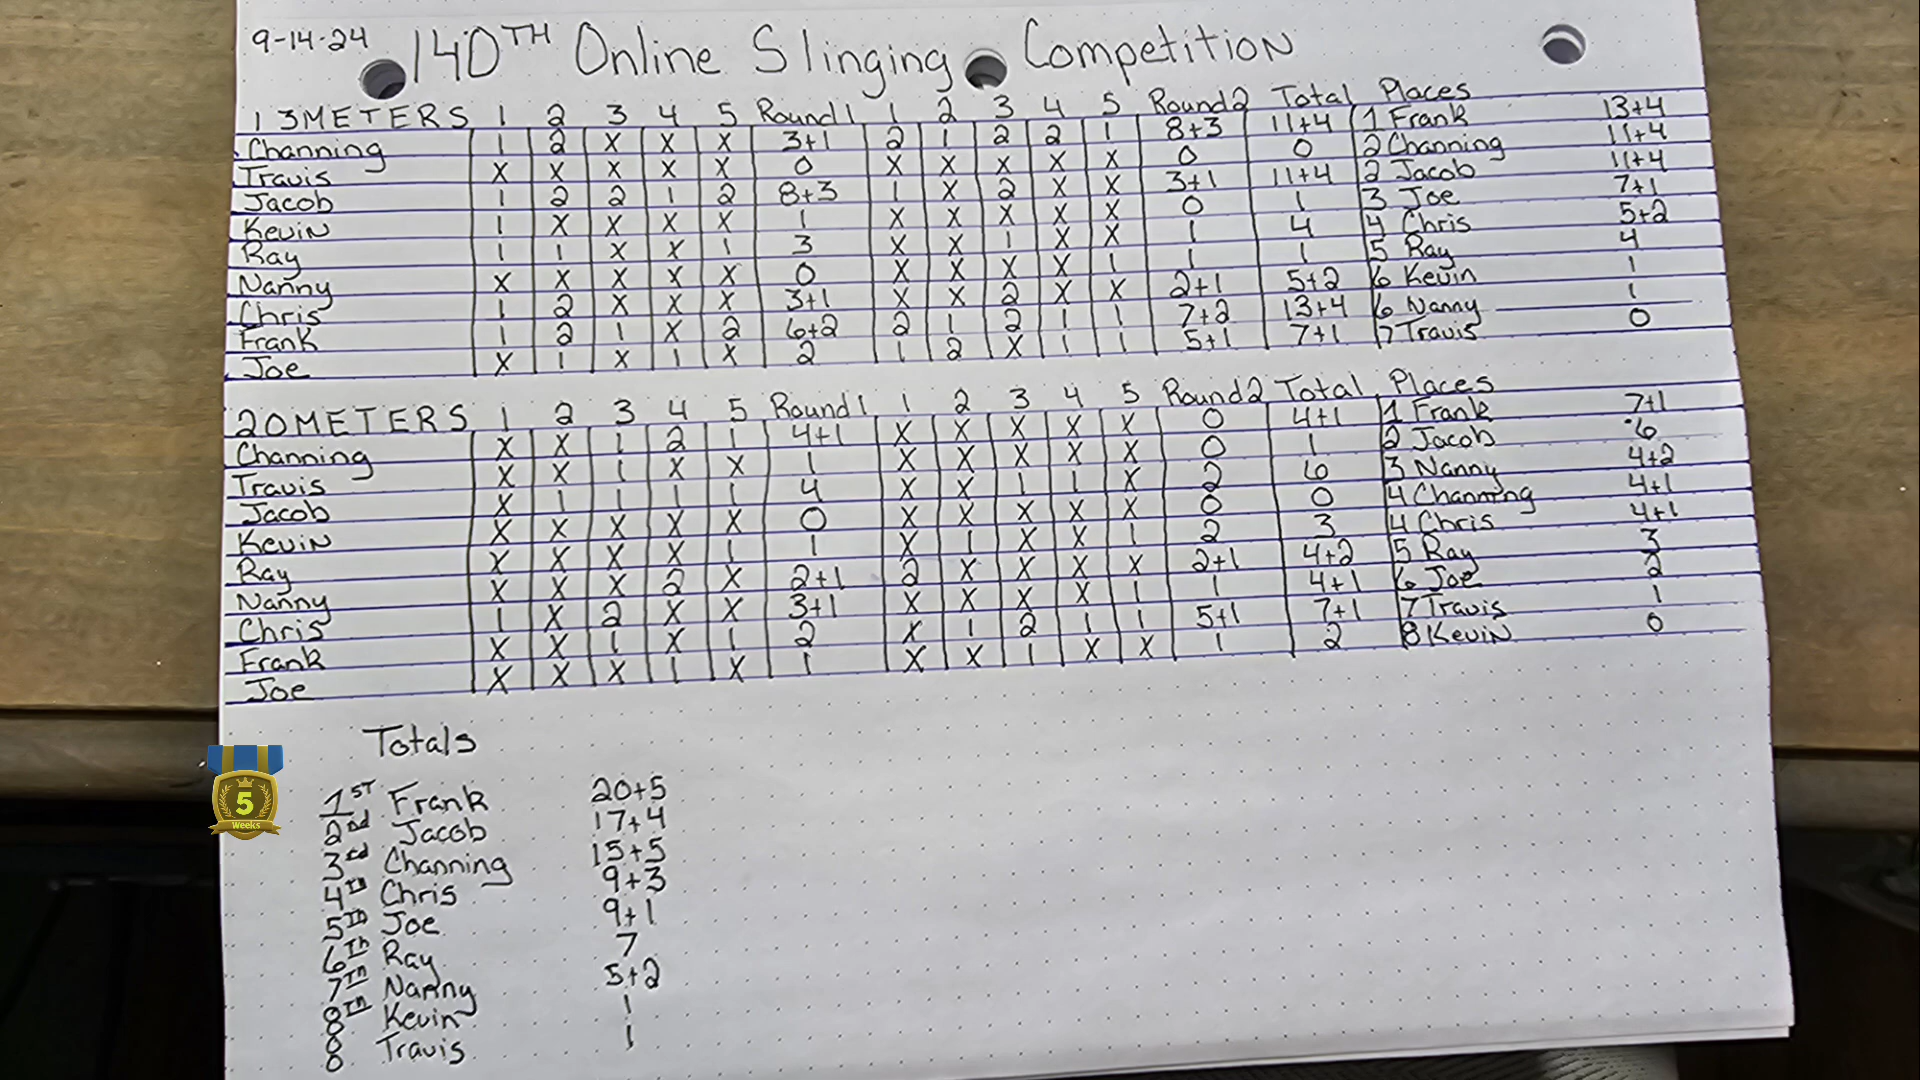 9-14-24 140TH Online Slinging Competition
13METERS 1 2 3 4 5 Round1 1 2 3 4 5 Round2 Total Places
Channing 1 2 X X X 3+1 2 1 2 2 1 8+3 11+4 1 Frank 13+4
Travis X X X X X 0 X X X X X 0 0 2 Channing 11+4
Jacob 1 2 2 1 2 8+3 1 X 2 X X 3+1 11+4 2 Jacob 11+4
Kevin 1 X X X X 1 X X X X X 0 1 3 Joe 7+1
Ray 1 1 X X 1 3 X X 1 X X 1 4 4 Chris 5+2
Nanny X X X X X 0 X X X X 1 1 1 5 Ray 4
Chris 1 2 X X X 3+1 X X 2 X X 2+1 5+2 6 Kevin 1
Frank 1 2 1 X 2 6+2 2 1 2 1 1 7+2 13+4 6 Nanny 1
Joe X 1 X 1 X 2 1 2 X 1 1 5+1 7+1 7 Travis 0
20METERS 1 2 3 4 5 Round1 1 2 3 4 5 Round2 Total Places
Channing X X 1 2 1 4+1 X X X X X 0 4+1 1 Frank 7+1
Travis X X 1 X X 1 X X X X X 0 1 2 Jacob 6
Jacob X 1 1 1 1 4 X X 1 1 X 2 6 3 Nanny 4+2
Kevin X X X X X 0 X X X X X 0 0 4 Channing 4+1
Ray X X X X 1 1 X 1 X X 1 2 3 4 Chris 4+1
Nanny X X X 2 X 2+1 2 X X X X 2+1 4+2 5 Ray 3
Chris 1 X 2 X X 3+1 X X X X 1 1 4+1 6 Joe 2
Frank X X 1 X 1 2 X 1 2 1 1 5+1 7+1 7 Travis 1
Joe X X X 1 X 1 X X 1 X X 1 2 8 Kevin 0
Totals
1ST Frank 20+5
2nd Jacob 17+4
3rd Channing 15+5
4Th Chris 9+3
5Th Joe 9+1
6Th Ray 7
7Th Nanny 5+2
8Th Kevin 1
8 Travis 1
5
Weeks